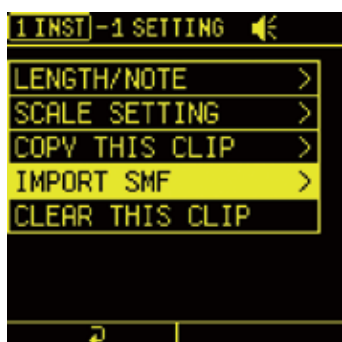 1 INST-1 SETTING
LENGTH/NOTE >
SCALE SETTING >
COPY THIS CLIP >
IMPORT SMF >
CLEAR THIS CLIP